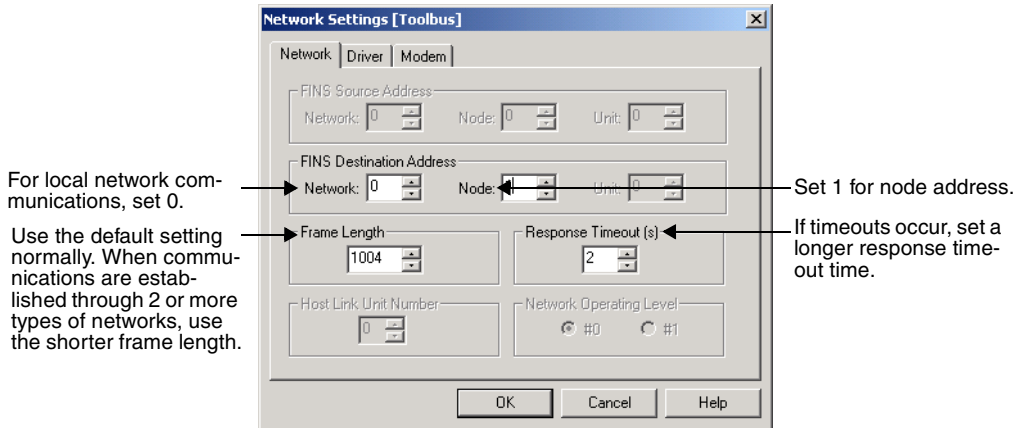 Network Settings [Toolbus]
Network Driver Modem
FINS Source Address
Network: 0 Node: 0 Unit: 0
FINS Destination Address
Network: 0 Node: Unit: 0
For local network com-
munications, set 0.
Set 1 for node address.
Use the default setting
normally. When commu-
nications are estab-
lished through 2 or more
types of networks, use
the shorter frame length.
Frame Length
1004
Response Timeout (s)
2
If timeouts occur, set a
longer response time-
out time.
Host Link Unit Number
0
Network Operating Level
#0 #1
OK Cancel Help